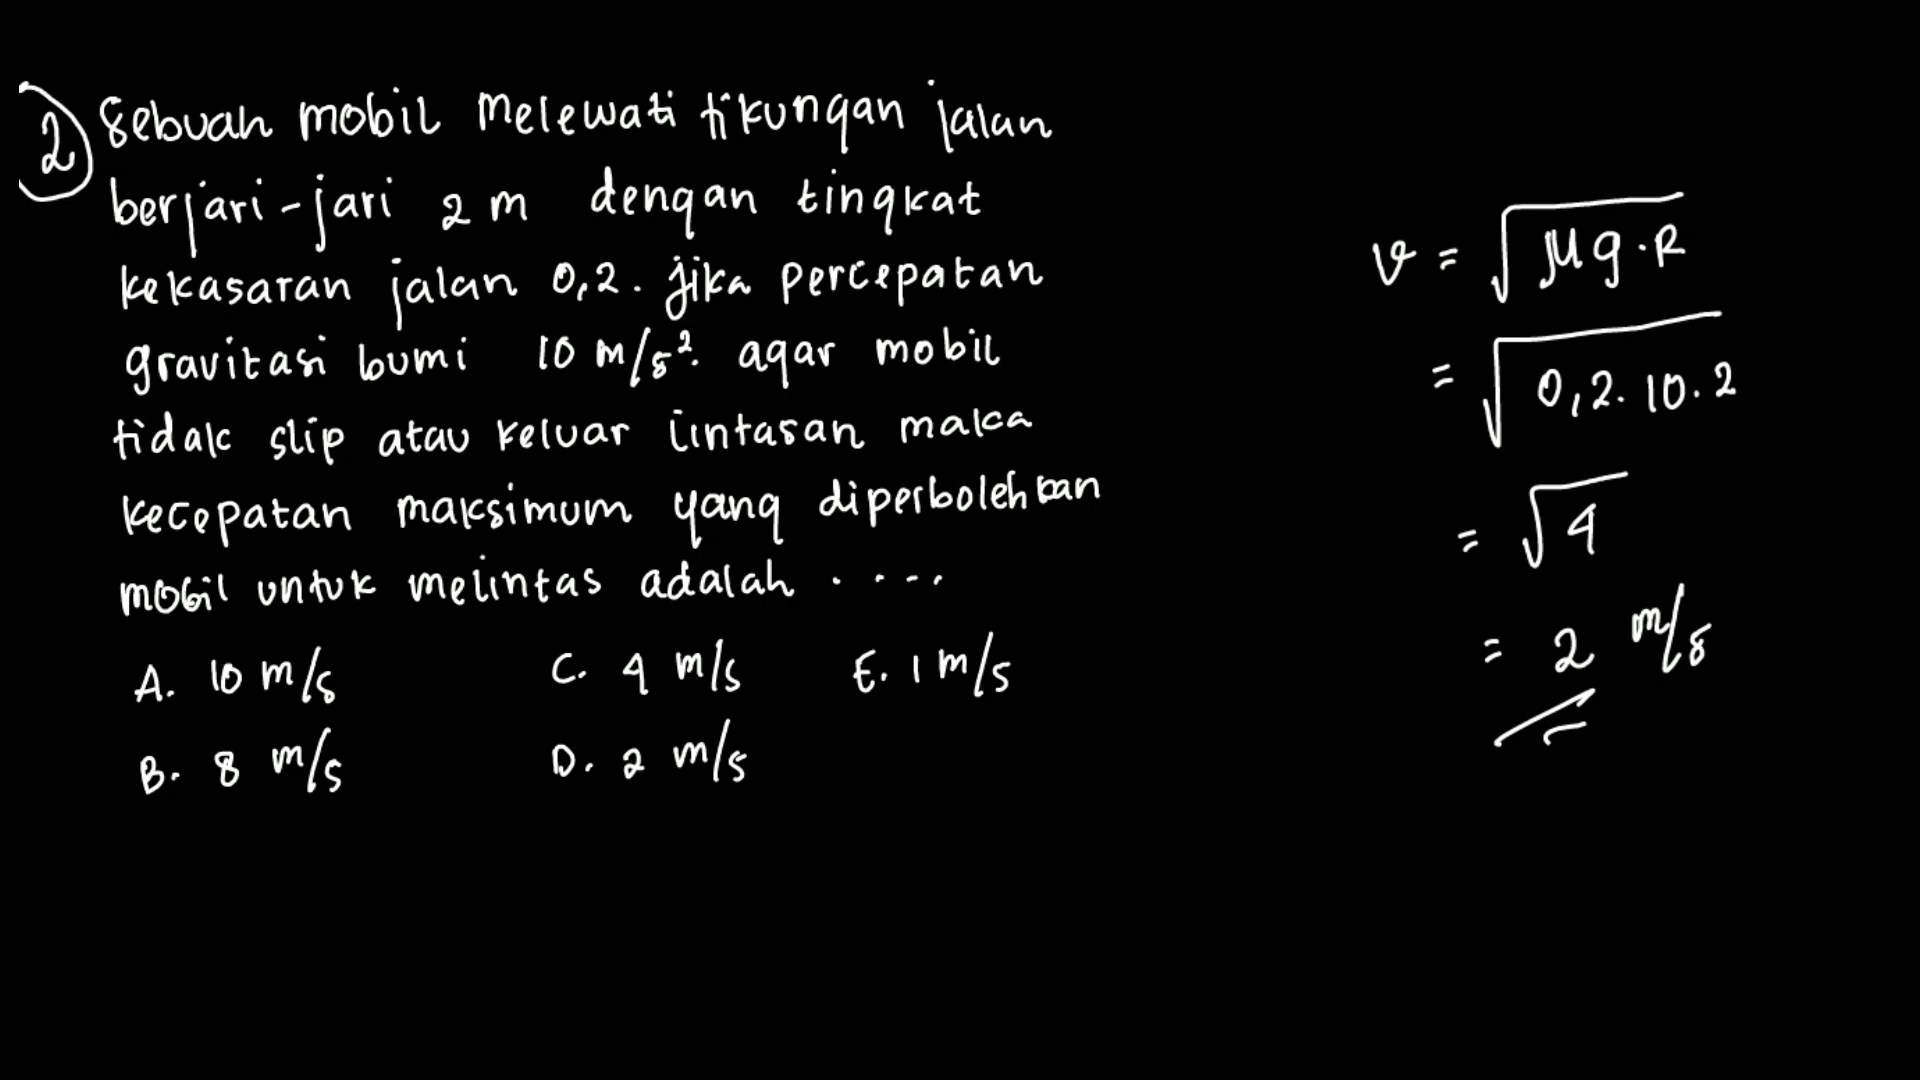 2) Sebuah mobil melewati tikungan jalan
berjari-jari 2 m dengan tingkat
kekasaran jalan 0,2. jika percepatan
gravitasi bumi 10 m/s². agar mobil
tidak slip atau keluar lintasan maka
kecepatan maksimum yang diperbolehkan
mobil untuk melintas adalah .....
A. 10 m/s C. 4 m/s E. 1 m/s
B. 8 m/s D. 2 m/s
v = √μg.R
= √0,2.10.2
= √4
= 2 m/s